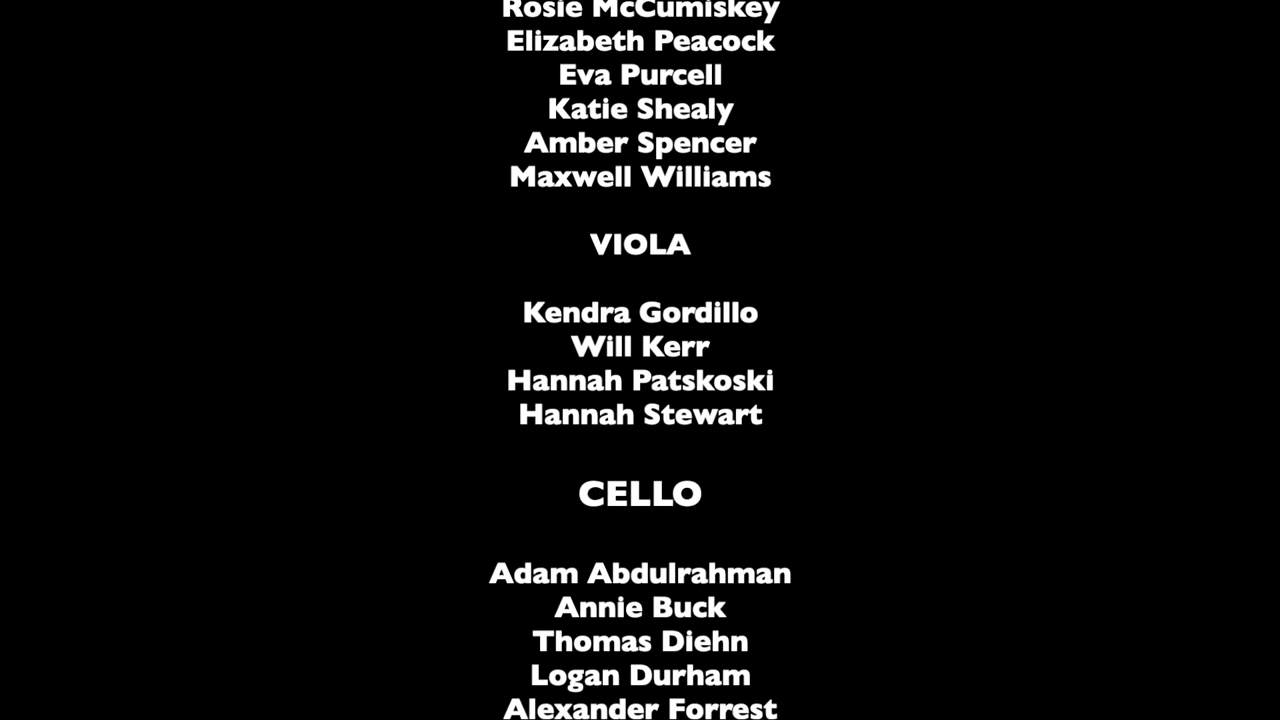 Rosie McCumiskey
Elizabeth Peacock
Eva Purcell
Katie Shealy
Amber Spencer
Maxwell Williams
VIOLA
Kendra Gordillo
Will Kerr
Hannah Patskoski
Hannah Stewart
CELLO
Adam Abdulrahman
Annie Buck
Thomas Diehn
Logan Durham
Alexander Forrest